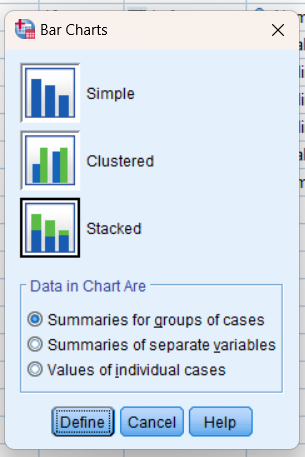 Bar Charts
Simple
Clustered
Stacked
Data in Chart Are
Summaries for groups of cases
Summaries of separate variables
Values of individual cases
Define Cancel Help